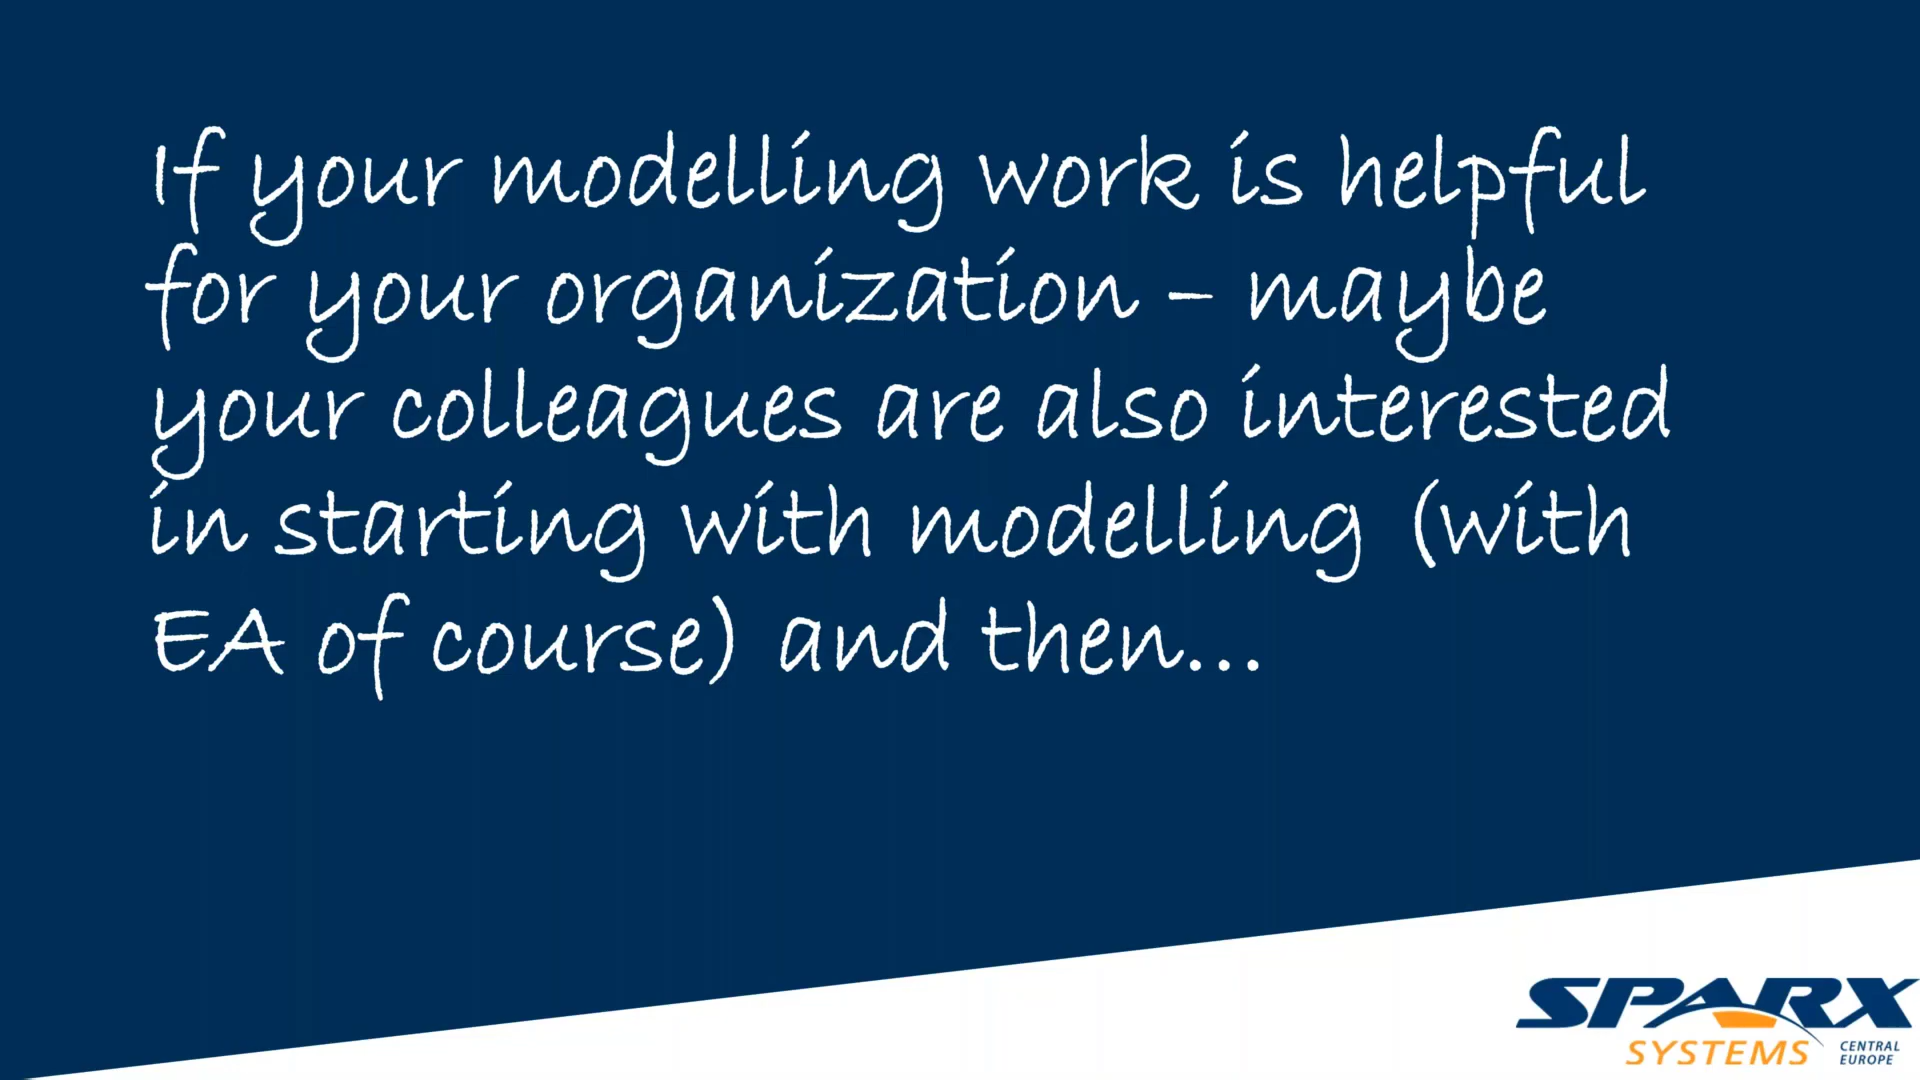 If your modelling work is helpful
for your organization – maybe
your colleagues are also interested
in starting with modelling (with
EA of course) and then...
SPARX
SYSTEMS CENTRAL
EUROPE